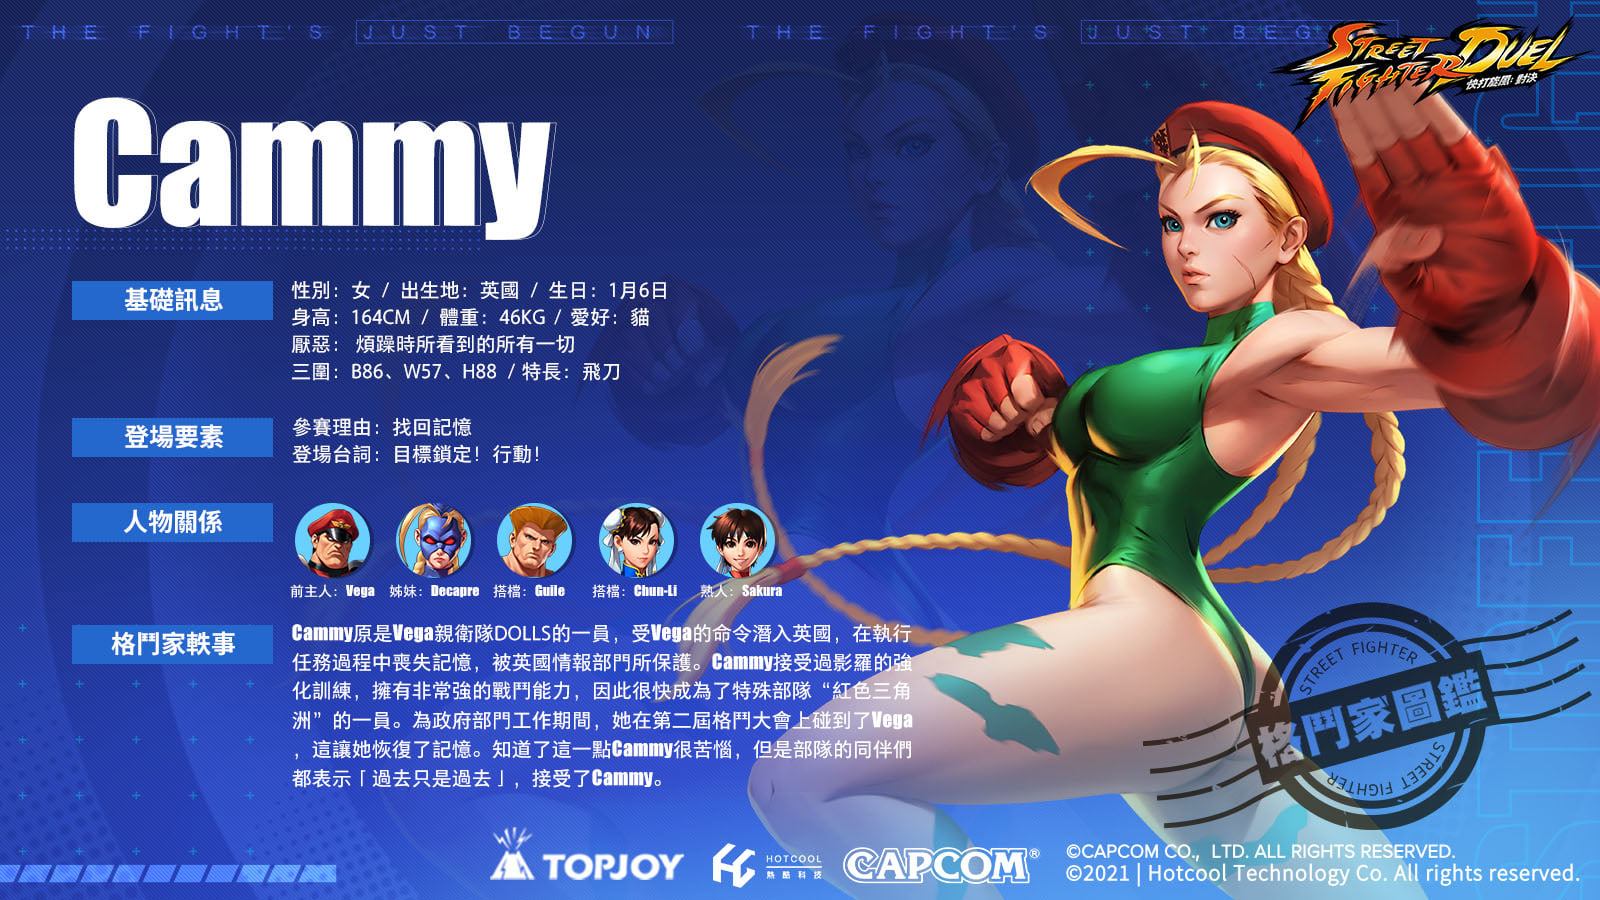 THE FIGHT'S JUST BEGUN THE FIGHT'S JUST BEG
STREET FIGHTER DUEL
快打旋風:對決
Cammy
基礎訊息
性別：女 / 出生地：英國 / 生日：1月6日
身高：164CM / 體重：46KG / 愛好：貓
厭惡： 煩躁時所看到的所有一切
三圍：B86、W57、H88 / 特長：飛刀
登場要素
參賽理由：找回記憶
登場台詞：目標鎖定！行動！
人物關係
前主人：Vega 姊妹：Decapre 搭檔：Guile 搭檔：Chun-Li 熟人：Sakura
格鬥家軼事
Cammy原是Vega親衛隊DOLLS的一員，受Vega的命令潛入英國，在執行
任務過程中喪失記憶，被英國情報部門所保護。Cammy接受過影羅的強
化訓練，擁有非常強的戰鬥能力，因此很快成為了特殊部隊“紅色三角
洲”的一員。為政府部門工作期間，她在第二屆格鬥大會上碰到了Vega
，這讓她恢復了記憶。知道了這一點Cammy很苦惱，但是部隊的同伴們
都表示「過去只是過去」，接受了Cammy。
STREET FIGHTER
格鬥家圖鑑
STREET FIGHTER
TOPJOY
HOTCOOL
熱酷科技
CAPCOM®
©CAPCOM CO., LTD. ALL RIGHTS RESERVED.
©2021 | Hotcool Technology Co. All rights reserved.